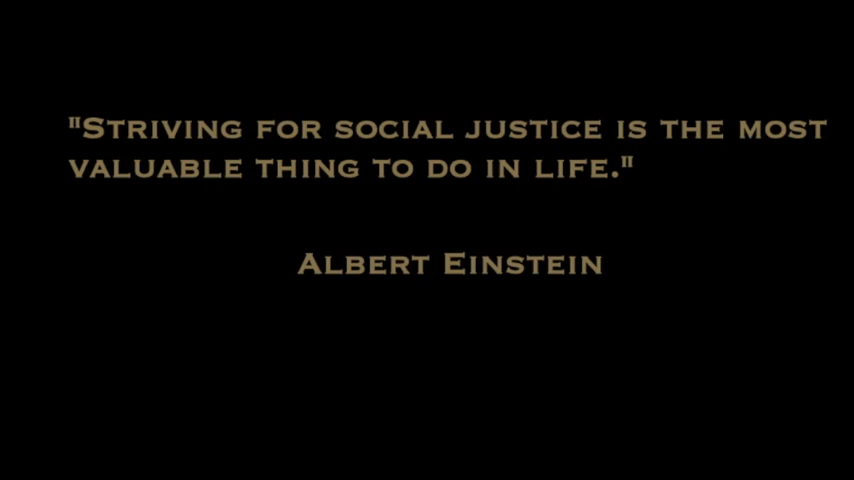 "Striving for social justice is the most
valuable thing to do in life."
Albert Einstein